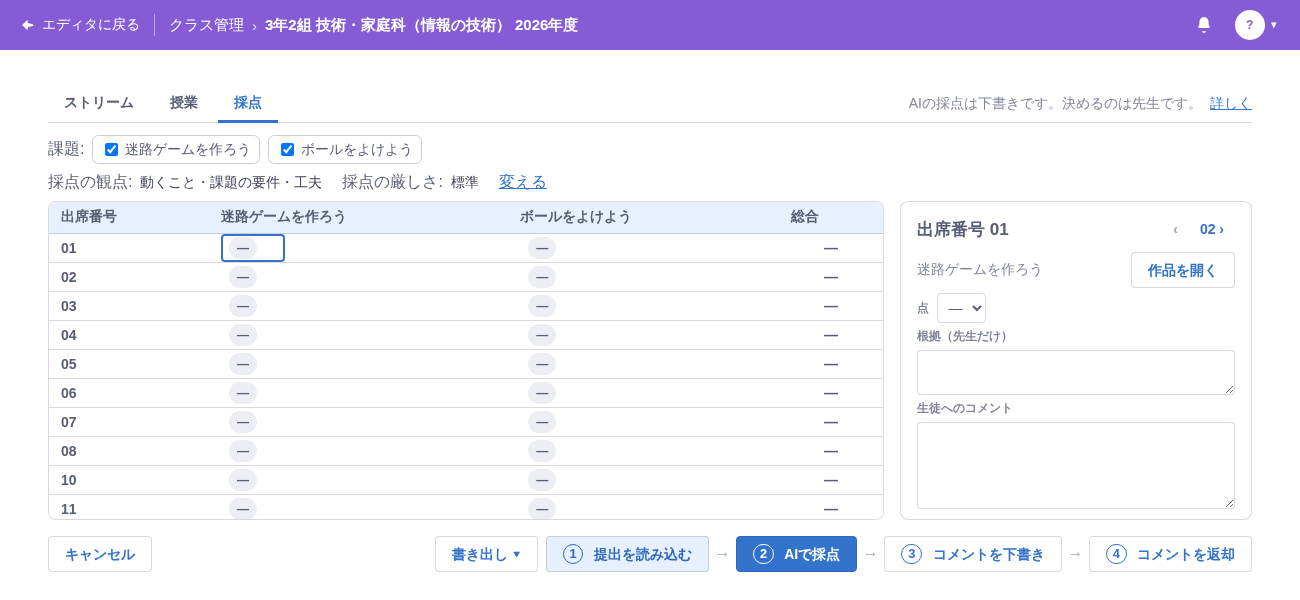 エディタに戻る クラス管理 › 3年2組 技術・家庭科（情報の技術） 2026年度 ? ▾
ストリーム 授業 採点 AIの採点は下書きです。決めるのは先生です。 詳しく
課題: 迷路ゲームを作ろう ボールをよけよう
採点の観点: 動くこと・課題の要件・工夫 採点の厳しさ: 標準 変える
出席番号 迷路ゲームを作ろう ボールをよけよう 総合
01 — — —
02 — — —
03 — — —
04 — — —
05 — — —
06 — — —
07 — — —
08 — — —
10 — — —
11 — — —
出席番号 01 ‹ 02 ›
迷路ゲームを作ろう 作品を開く
点 —
根拠（先生だけ）
生徒へのコメント
キャンセル 書き出し ▾ 1 提出を読み込む → 2 AIで採点 → 3 コメントを下書き → 4 コメントを返却